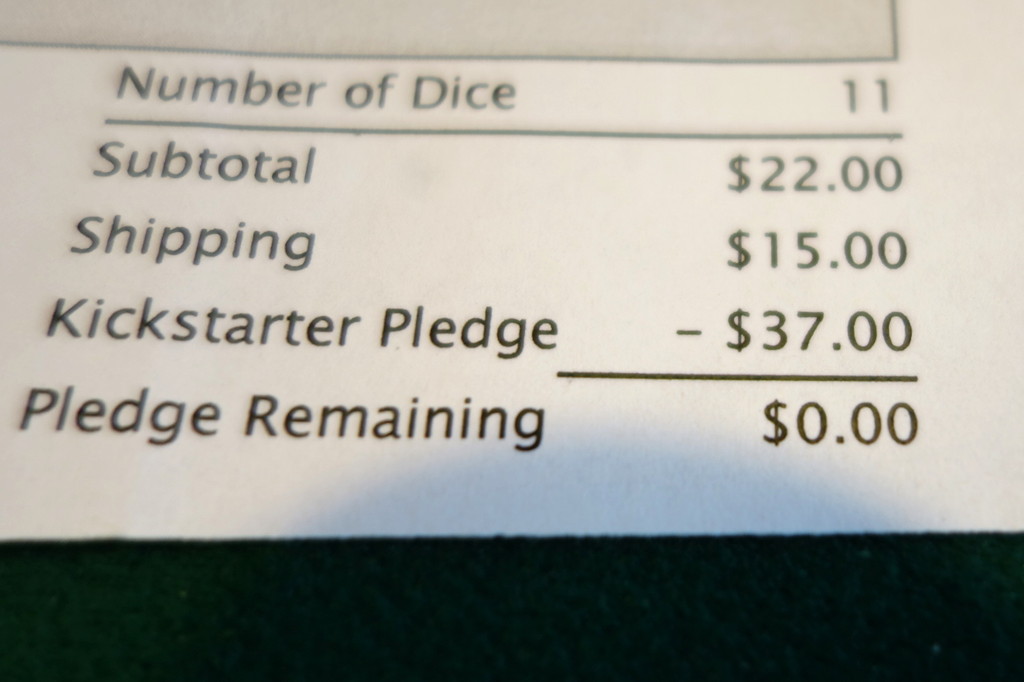 Number of Dice 11
Subtotal $22.00
Shipping $15.00
Kickstarter Pledge - $37.00
Pledge Remaining $0.00